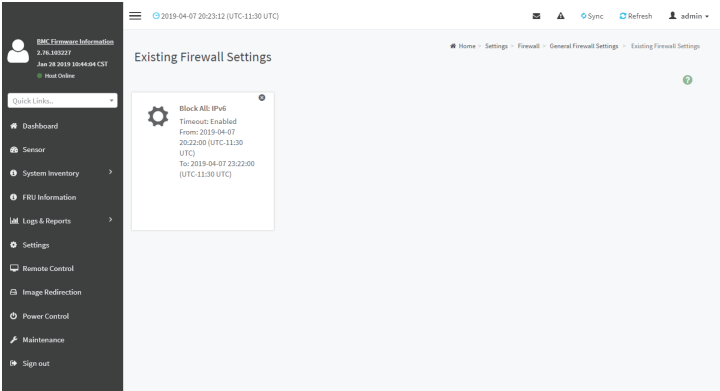 BMC Firmware Information
2.76.103227
Jan 20 2019 10:44:04 CST
Host Online
Quick Links..
Dashboard
Sensor
System Inventory
FRU Information
Logs & Reports
Settings
Remote Control
Image Redirection
Power Control
Maintenance
Sign out
2019-04-07 20:23:12 (UTC-11:30 UTC)
Sync
Refresh
admin
Existing Firewall Settings
Home > Settings > Firewall > General Firewall Settings > Existing Firewall Settings
Block All: IPv6
Timeout: Enabled
From: 2019-04-07
20:22:00 (UTC-11:30
UTC)
To: 2019-04-07 23:22:00
(UTC-11:30 UTC)